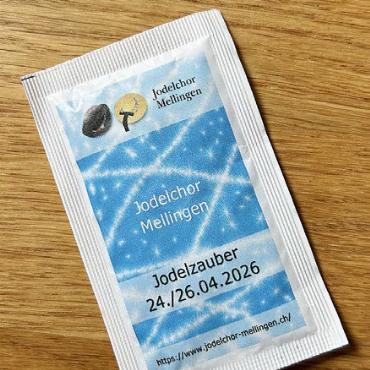 Jodelchor
Mellingen
Jodelchor
Mellingen
Jodelzauber
24./26.04.2026
https://www.jodelchor-mellingen.ch/